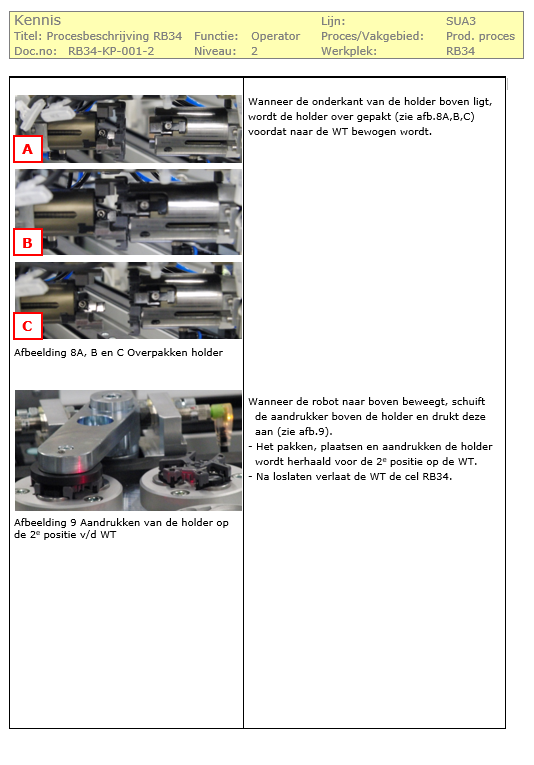 Kennis
Lijn: SUA3
Titel: Procesbeschrijving RB34 Functie: Operator Proces/Vakgebied: Prod. proces
Doc.no: RB34-KP-001-2 Niveau: 2 Werkplek: RB34
Wanneer de onderkant van de holder boven ligt,
wordt de holder over gepakt (zie afb.8A,B,C)
voordat naar de WT bewogen wordt.
A
B
C
Afbeelding 8A, B en C Overpakken holder
Wanneer de robot naar boven beweegt, schuift
de aandrukker boven de holder en drukt deze
aan (zie afb.9).
- Het pakken, plaatsen en aandrukken de holder
wordt herhaald voor de 2e positie op de WT.
- Na loslaten verlaat de WT de cel RB34.
Afbeelding 9 Aandrukken van de holder op
de 2e positie v/d WT